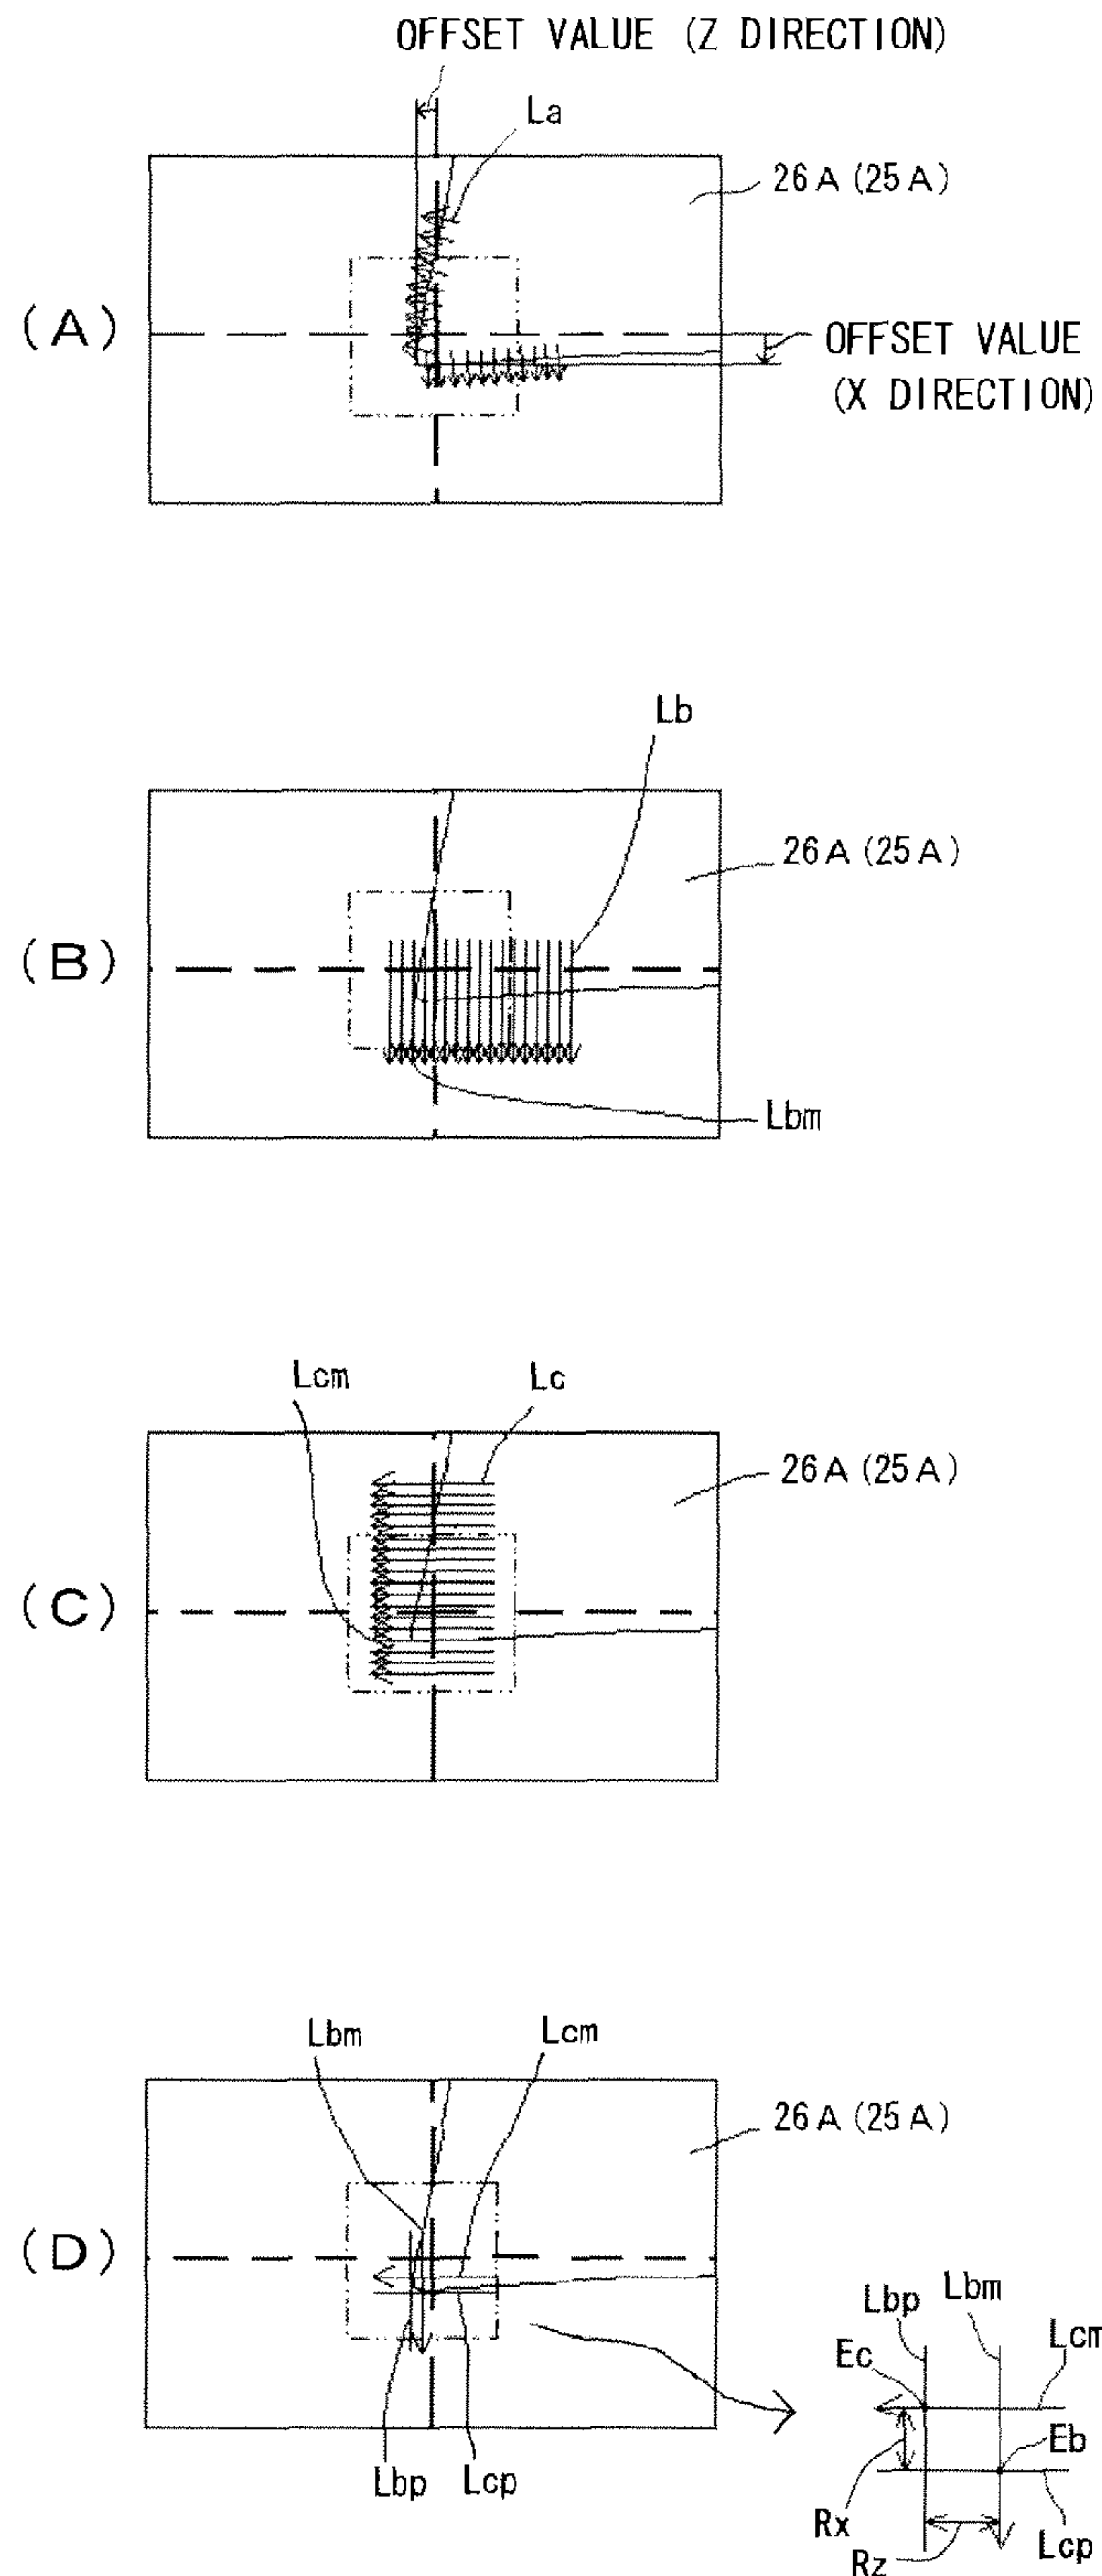 OFFSET VALUE (Z DIRECTION)
La
26A(25A)
(A)
OFFSET VALUE
(X DIRECTION)
Lb
26A(25A)
(B)
Lbm
Lcm
Lc
26A(25A)
(C)
Lbm
Lcm
26A(25A)
(D)
Lbp
Lbm
Lcm
Ec
Eb
Lbp
Lcp
Rx
Rz
Lcp